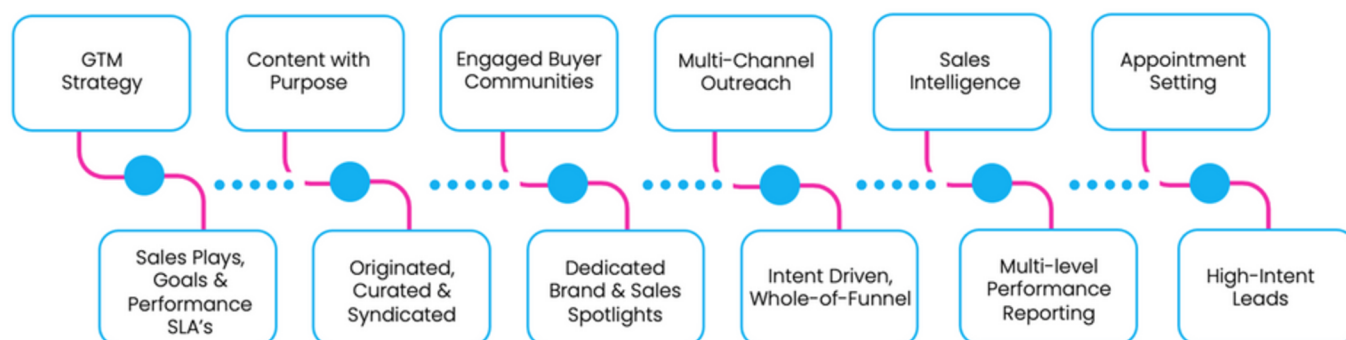 GTM
Strategy
Content with
Purpose
Engaged Buyer
Communities
Multi-Channel
Outreach
Sales
Intelligence
Appointment
Setting
Sales Plays,
Goals &
Performance
SLA's
Originated,
Curated &
Syndicated
Dedicated
Brand & Sales
Spotlights
Intent Driven,
Whole-of-Funnel
Multi-level
Performance
Reporting
High-Intent
Leads